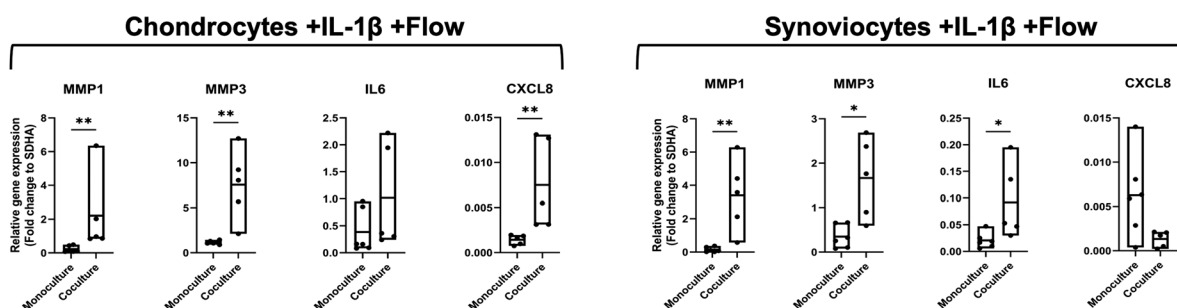 Chondrocytes +IL-1β +Flow
Relative gene expression
(Fold change to SDHA)
MMP1
**
8
6
4
2
0
Monoculture
Coculture
MMP3
**
15
10
5
0
Monoculture
Coculture
IL6
2.5
2.0
1.5
1.0
0.5
0.0
Monoculture
Coculture
CXCL8
**
0.015
0.010
0.005
0.000
Monoculture
Coculture
Synoviocytes +IL-1β +Flow
Relative gene expression
(Fold change to SDHA)
MMP1
**
8
6
4
2
0
Monoculture
Coculture
MMP3
*
3
2
1
0
Monoculture
Coculture
IL6
*
0.25
0.20
0.15
0.10
0.05
0.00
Monoculture
Coculture
CXCL8
0.015
0.010
0.005
0.000
Monoculture
Coculture